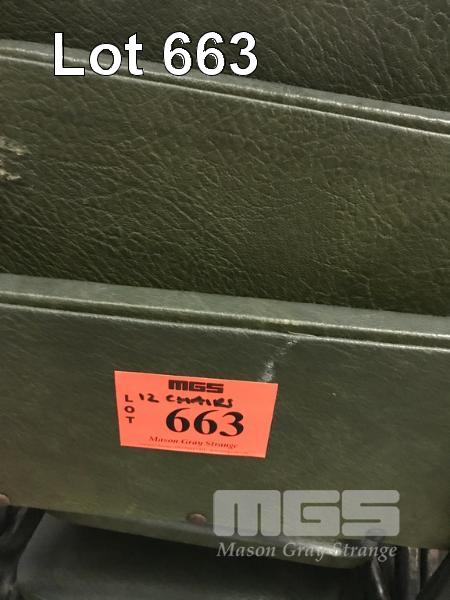 Lot 663
MGS
12 CHAIRS
LOT
663
Mason Gray Strange
MGS
Mason Gray Strange